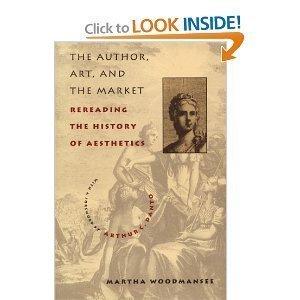 Click to LOOK INSIDE!
THE AUTHOR,
ART, AND
THE MARKET
REREADING
THE HISTORY
OF AESTHETICS
WITH A FOREWORD BY ARTHUR C. DANTO
MARTHA WOODMANSEE